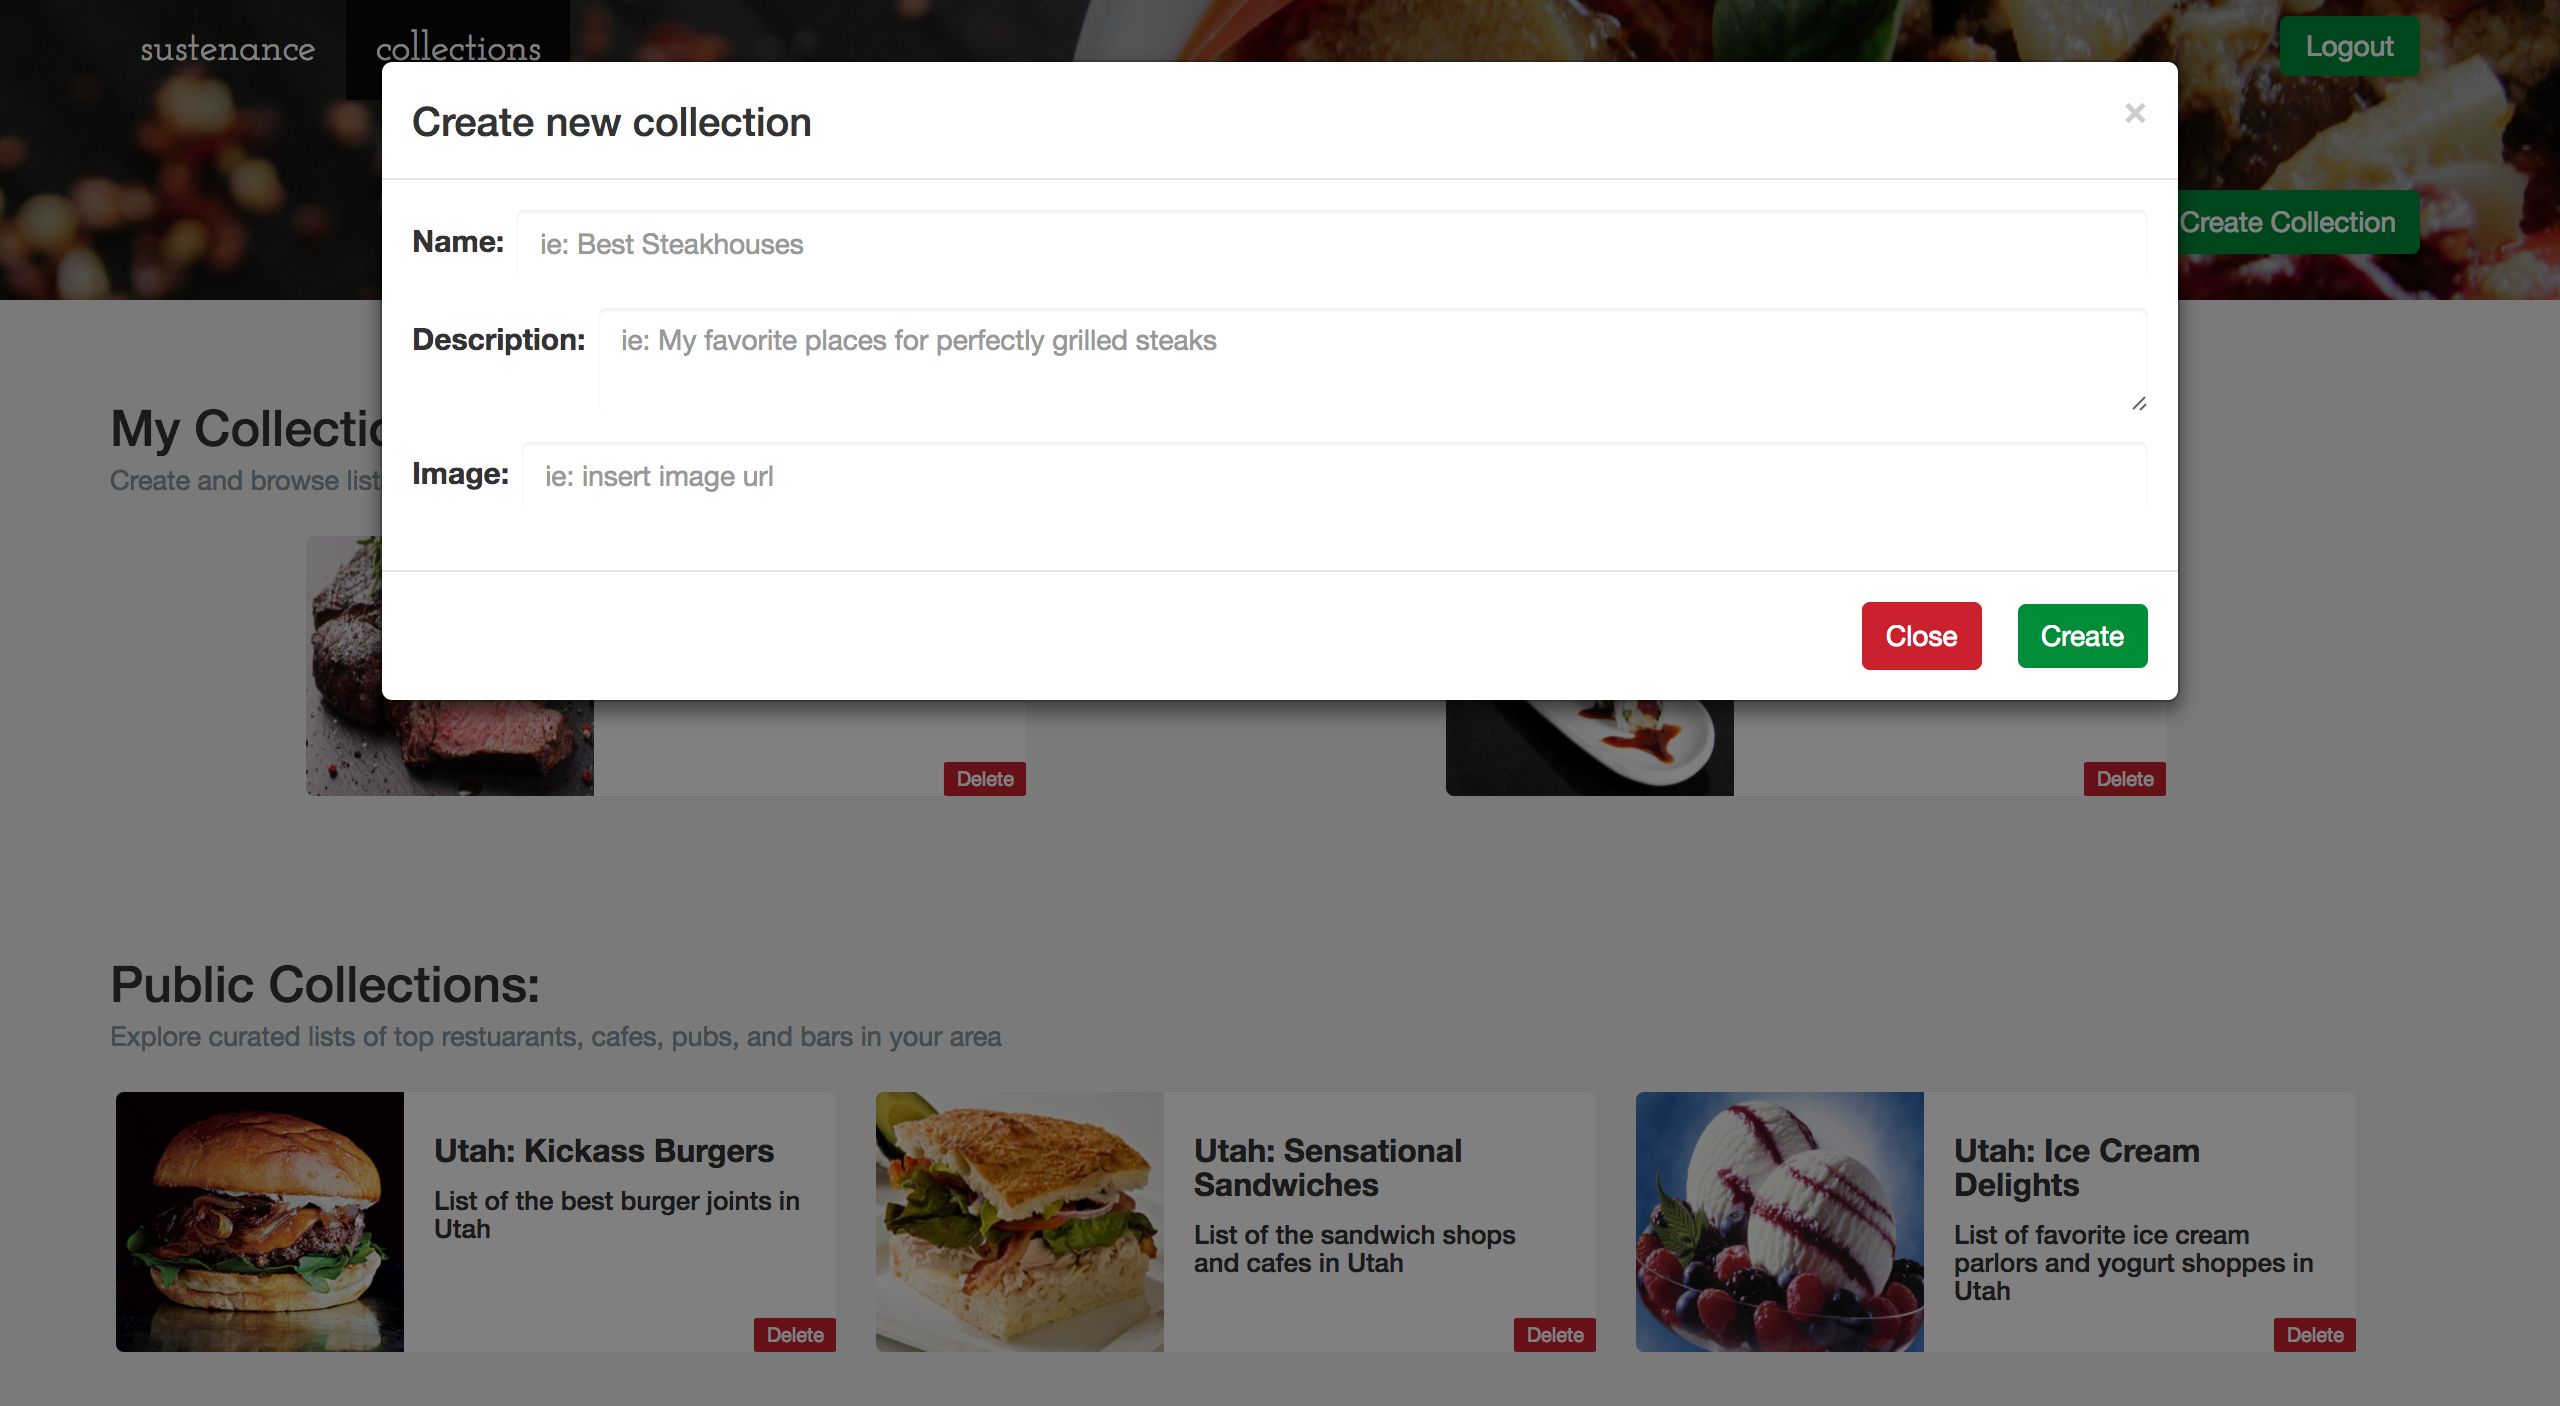 sustenance
collections
Logout
Create new collection
×
Create Collection
Name:
ie: Best Steakhouses
Description:
ie: My favorite places for perfectly grilled steaks
Image:
ie: insert image url
Close
Create
My
Create and browse
Delete
Delete
Public Collections:
Explore curated lists of top restuarants, cafes, pubs, and bars in your area
Utah: Kickass Burgers
List of the best burger joints in
Utah
Delete
Utah: Sensational
Sandwiches
List of the sandwich shops
and cafes in Utah
Delete
Utah: Ice Cream
Delights
List of favorite ice cream
parlors and yogurt shoppes in
Utah
Delete